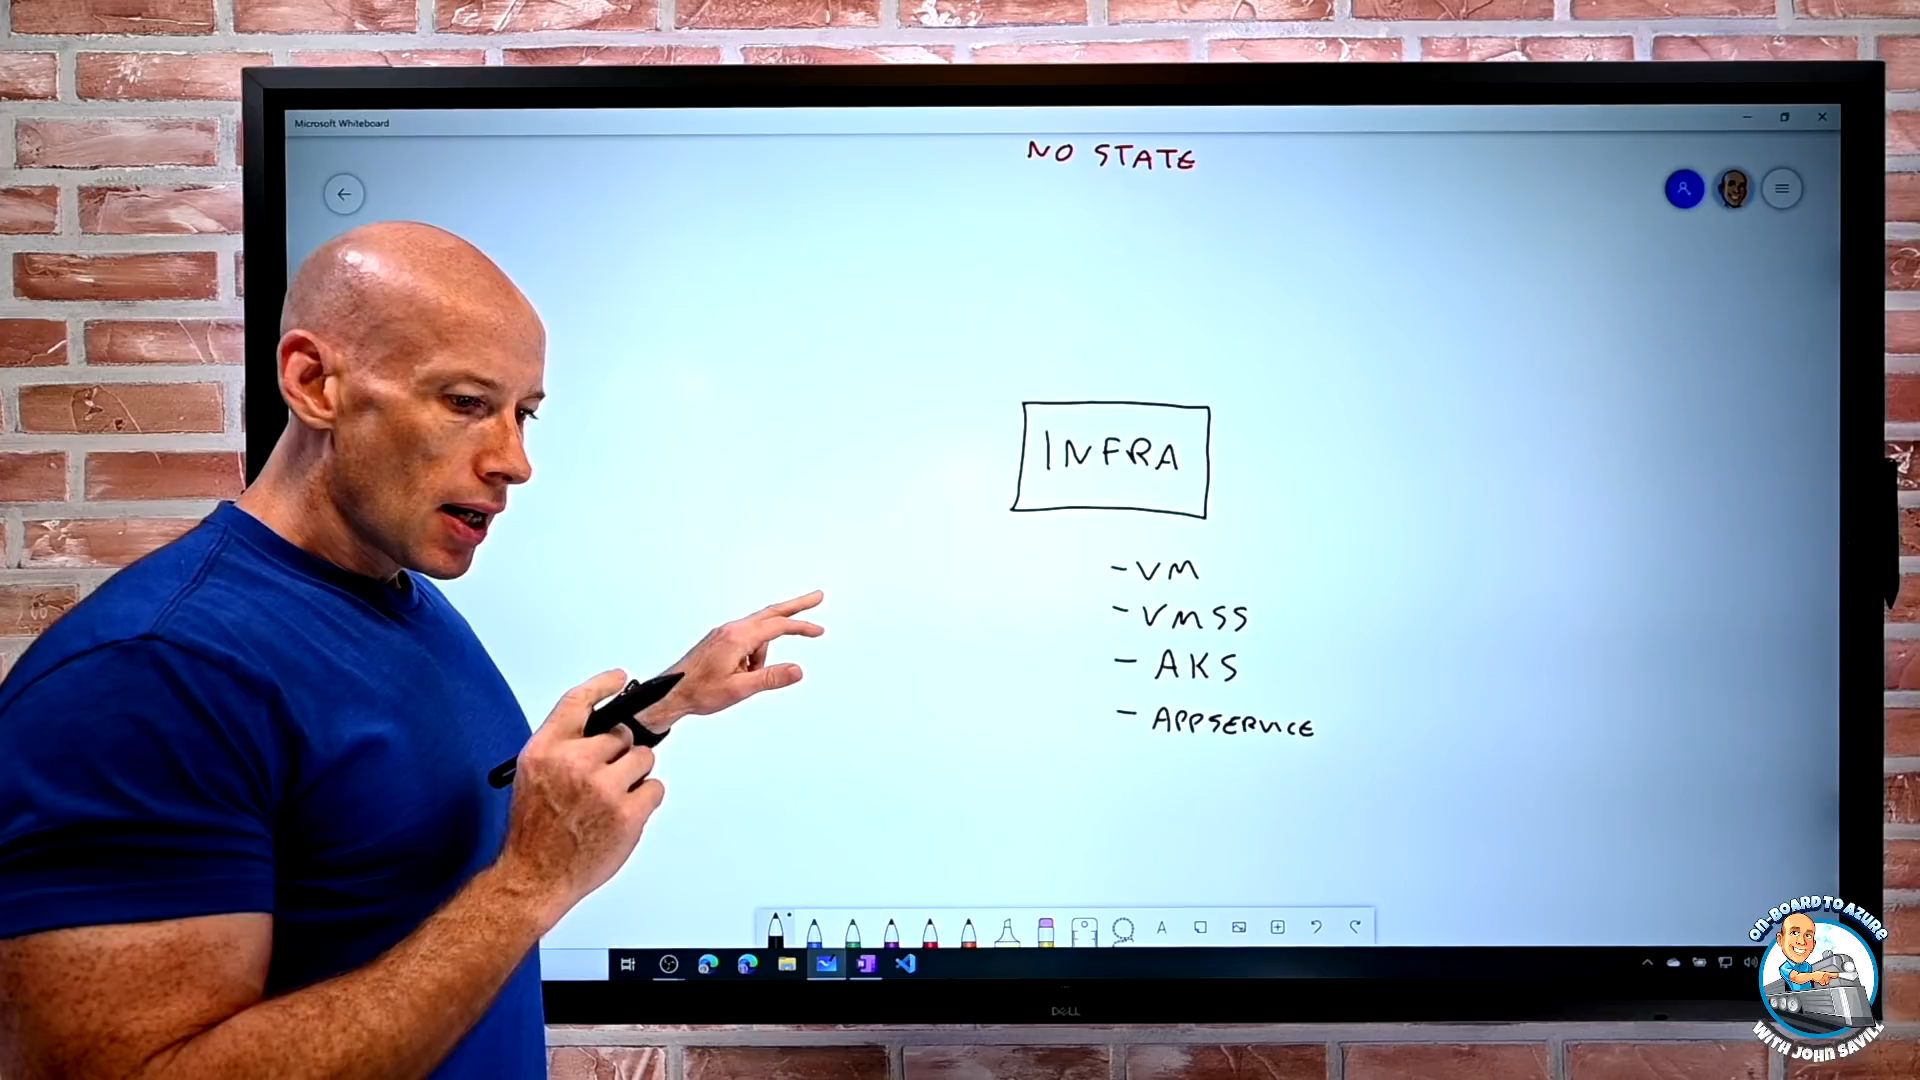 Microsoft Whiteboard
NO STATE
INFRA
- VM
- VMSS
- AKS
- APPSERVICE
A
DELL
ON-BOARD TO AZURE
WITH JOHN SAVILL